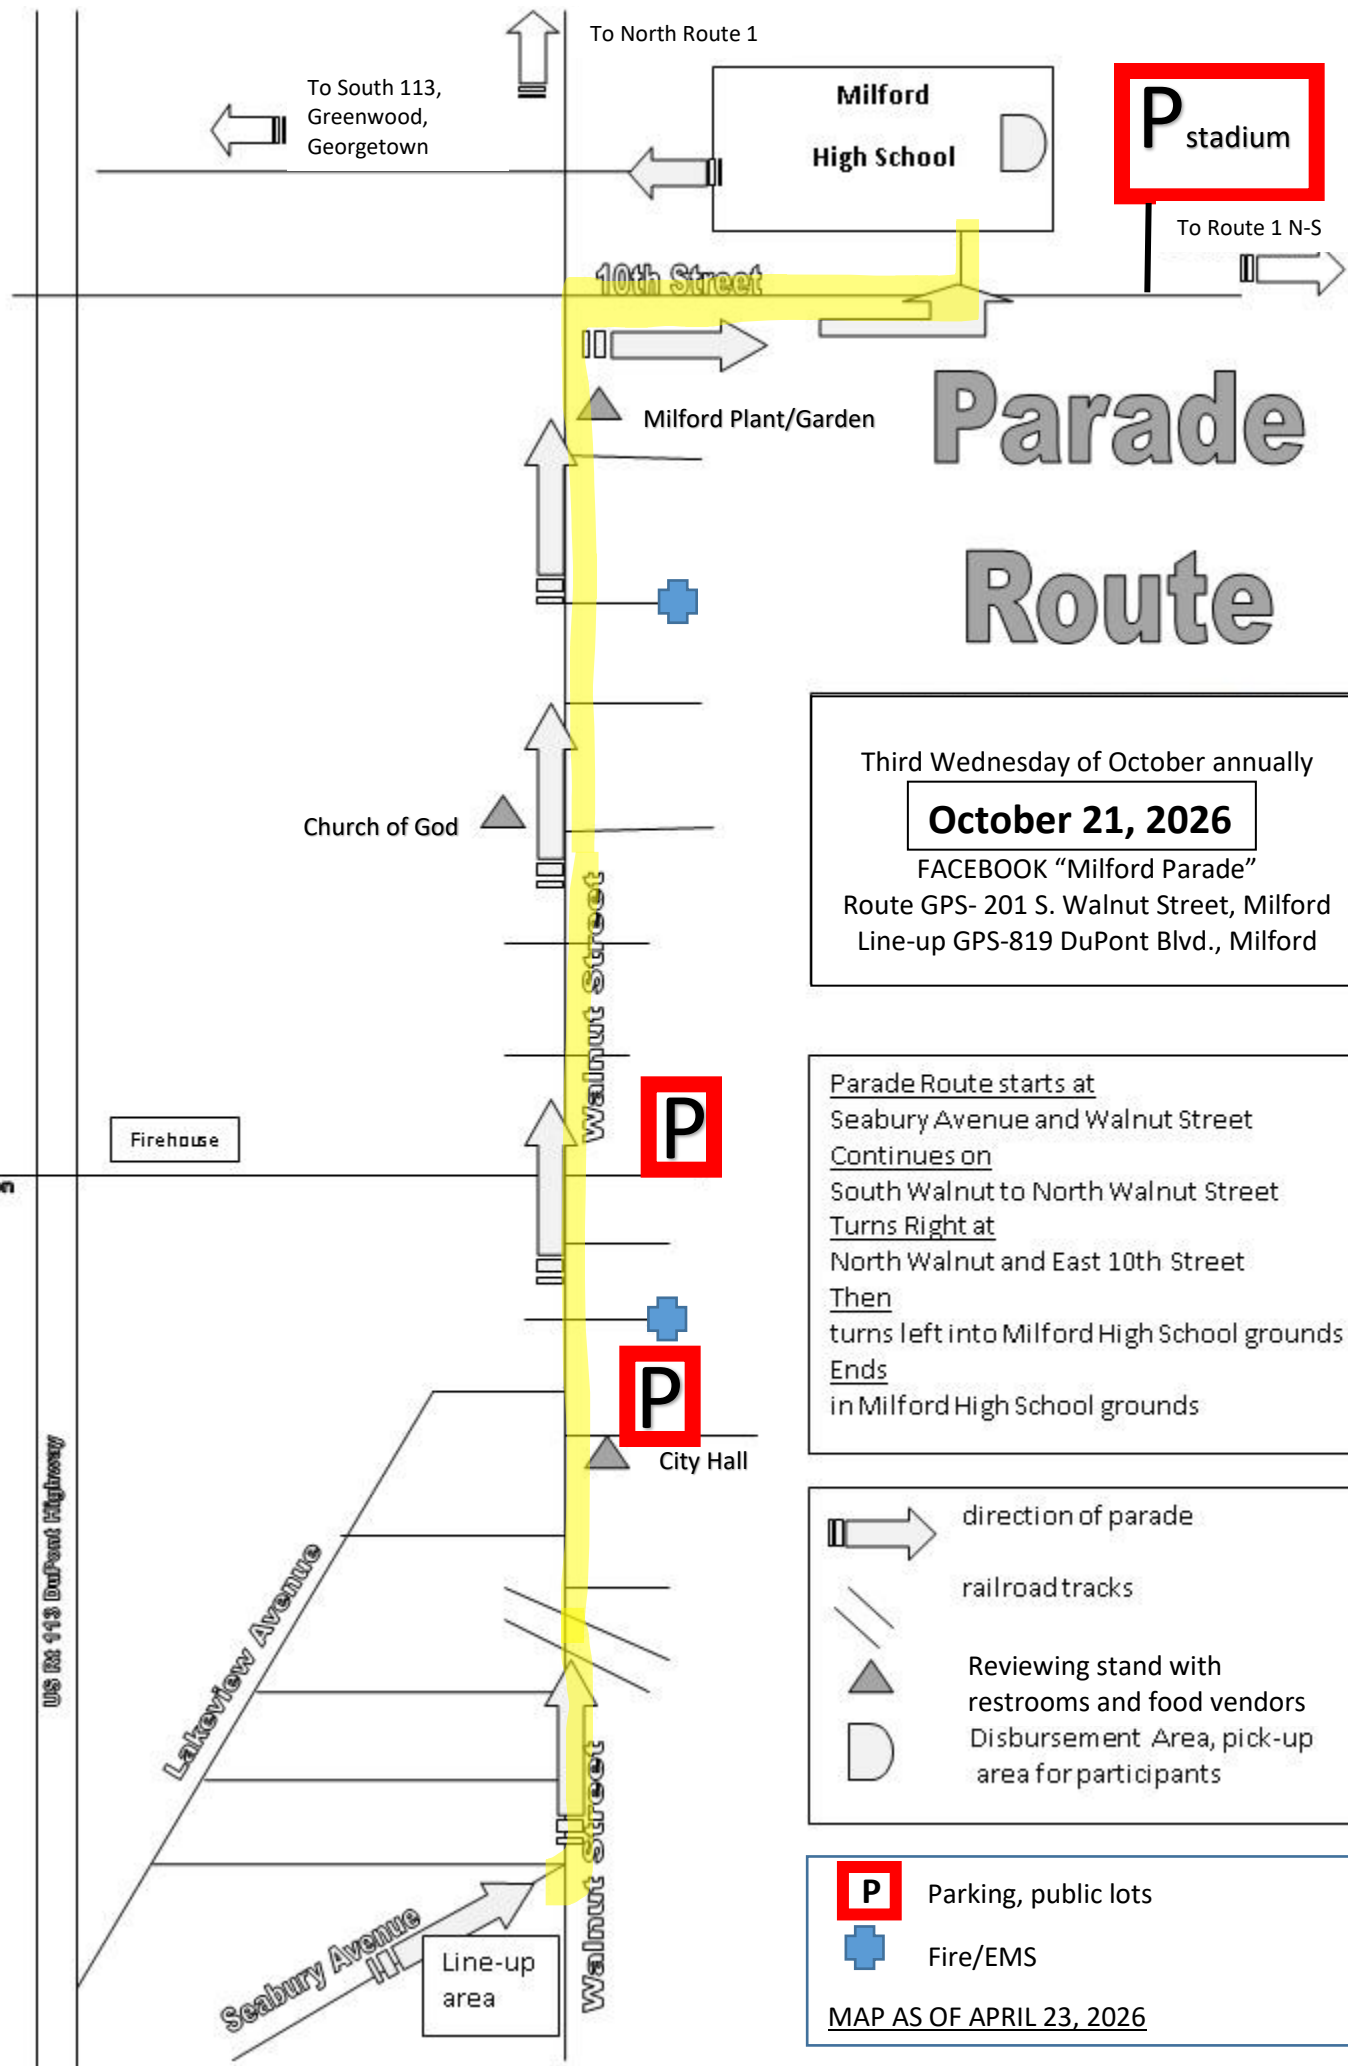 To North Route 1
To South 113,
Greenwood,
Georgetown
Milford
High School
P stadium
To Route 1 N-S
10th Street
Milford Plant/Garden
Parade
Route
Third Wednesday of October annually
October 21, 2026
FACEBOOK “Milford Parade”
Route GPS- 201 S. Walnut Street, Milford
Line-up GPS-819 DuPont Blvd., Milford
Church of God
Walnut Street
P
Firehouse
Parade Route starts at
Seabury Avenue and Walnut Street
Continues on
South Walnut to North Walnut Street
Turns Right at
North Walnut and East 10th Street
Then
turns left into Milford High School grounds
Ends
in Milford High School grounds
P
City Hall
US Rt 113 DuPont Highway
Lakeview Avenue
direction of parade
railroad tracks
Reviewing stand with
restrooms and food vendors
Disbursement Area, pick-up
area for participants
Walnut Street
Seabury Avenue
Line-up
area
P Parking, public lots
Fire/EMS
MAP AS OF APRIL 23, 2026